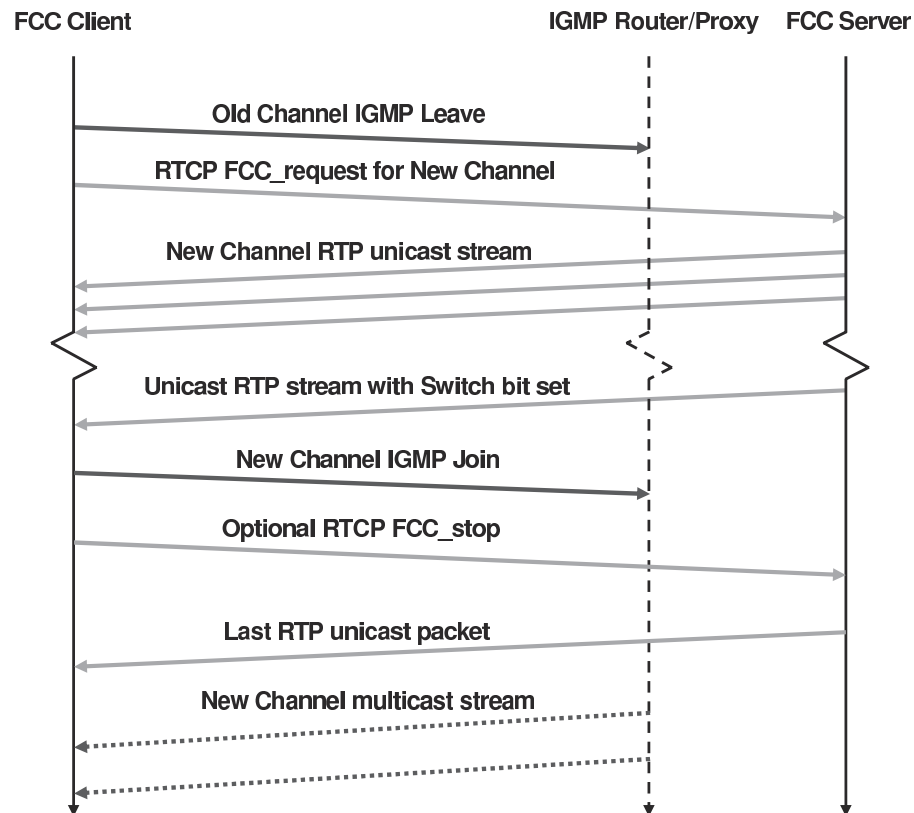 FCC Client
IGMP Router/Proxy
FCC Server
Old Channel IGMP Leave
RTCP FCC_request for New Channel
New Channel RTP unicast stream
Unicast RTP stream with Switch bit set
New Channel IGMP Join
Optional RTCP FCC_stop
Last RTP unicast packet
New Channel multicast stream